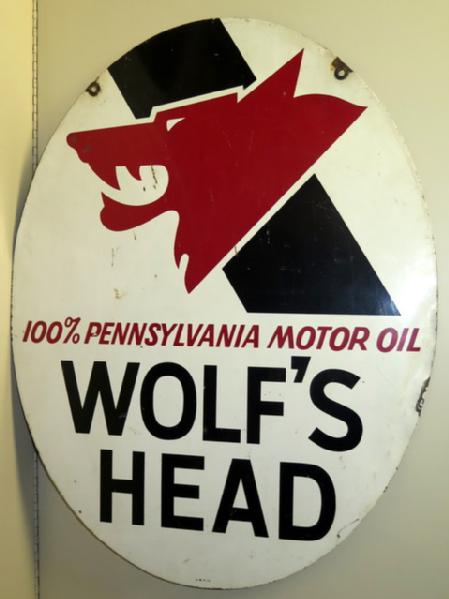 100% PENNSYLVANIA MOTOR OIL
WOLF'S
HEAD